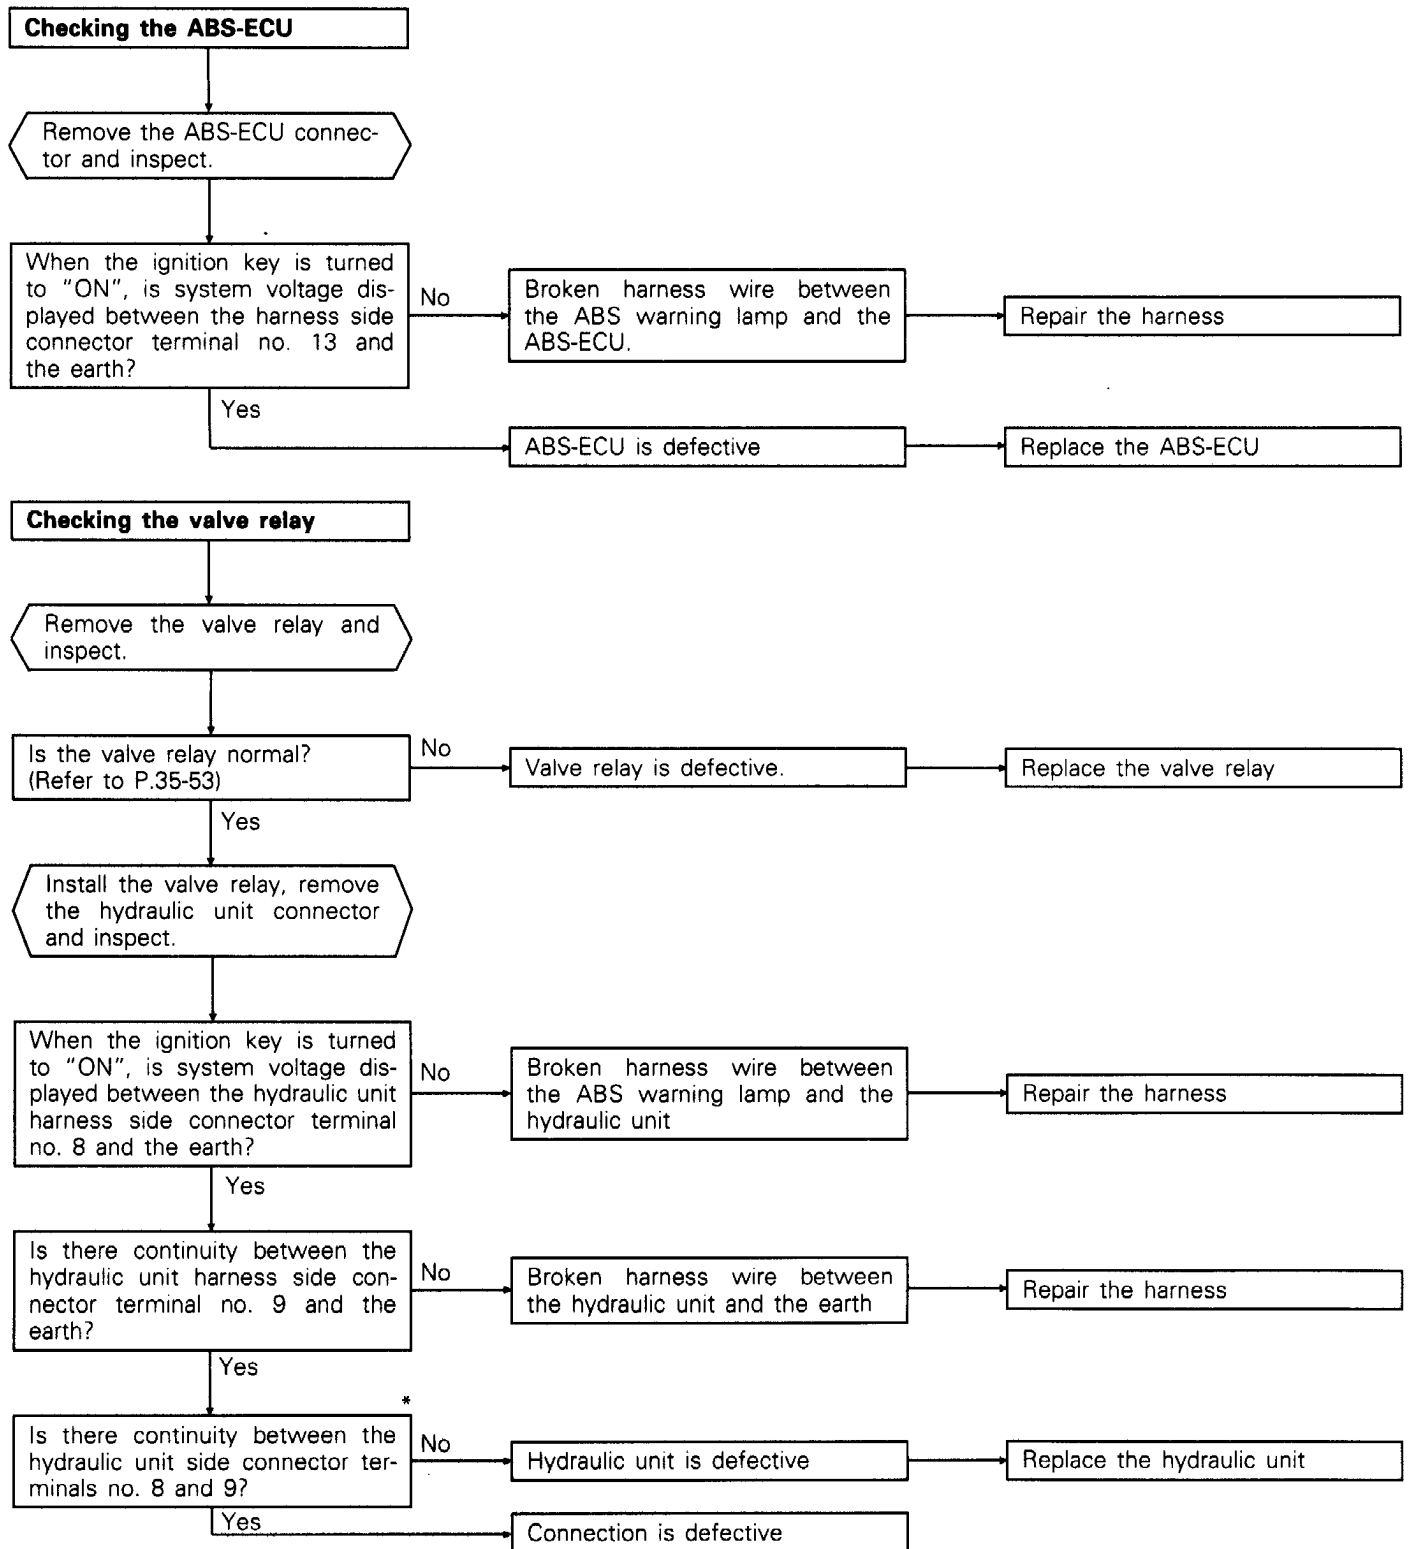 Checking the ABS-ECU
Remove the ABS-ECU connec-
tor and inspect.
When the ignition key is turned
to "ON", is system voltage dis-
played between the harness side
connector terminal no. 13 and
the earth?
No
Broken harness wire between
the ABS warning lamp and the
ABS-ECU.
Repair the harness
Yes
ABS-ECU is defective
Replace the ABS-ECU
Checking the valve relay
Remove the valve relay and
inspect.
Is the valve relay normal?
(Refer to P.35-53)
No
Valve relay is defective.
Replace the valve relay
Yes
Install the valve relay, remove
the hydraulic unit connector
and inspect.
When the ignition key is turned
to "ON", is system voltage dis-
played between the hydraulic unit
harness side connector terminal
no. 8 and the earth?
No
Broken harness wire between
the ABS warning lamp and the
hydraulic unit
Repair the harness
Yes
Is there continuity between the
hydraulic unit harness side con-
nector terminal no. 9 and the
earth?
No
Broken harness wire between
the hydraulic unit and the earth
Repair the harness
Yes
*
Is there continuity between the
hydraulic unit side connector ter-
minals no. 8 and 9?
No
Hydraulic unit is defective
Replace the hydraulic unit
Yes
Connection is defective